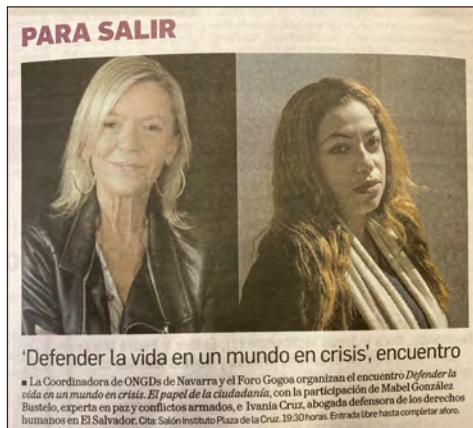 PARA SALIR
'Defender la vida en un mundo en crisis', encuentro
■ La Coordinadora de ONGDs de Navarra y el Foro Gogoa organizan el encuentro Defender la
vida en un mundo en crisis. El papel de la ciudadanía, con la participación de Mabel González
Bustelo, experta en paz y conflictos armados, e Ivania Cruz, abogada defensora de los derechos
humanos en El Salvador. Cita: Salón Instituto Plaza de la Cruz. 19:30 horas. Entrada libre hasta completar aforo.